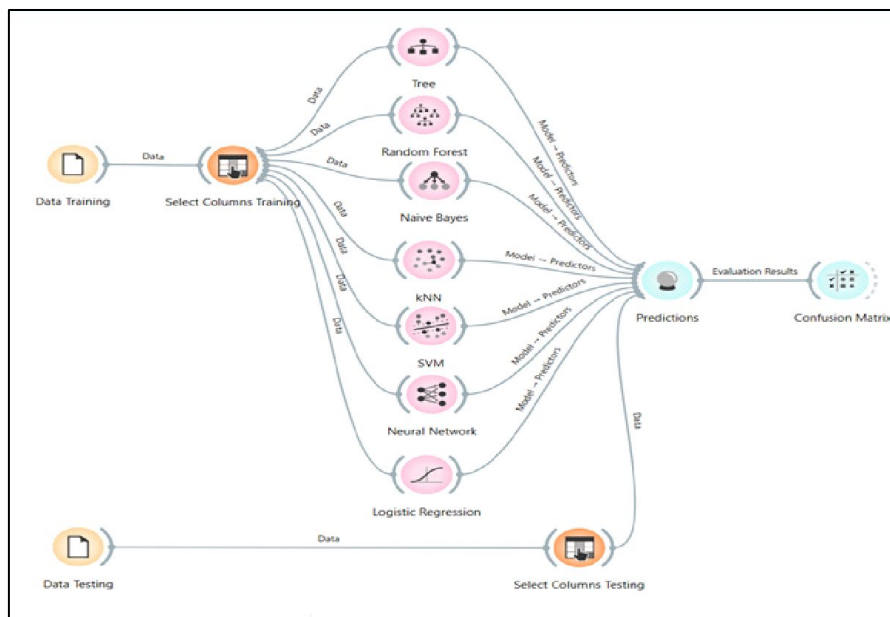 Tree
Data
Random Forest
Data
Data Training
Data
Select Columns Training
Data
Naive Bayes
Data
kNN
Data
SVM
Data
Neural Network
Data
Logistic Regression
Model → Predictors
Model → Predictors
Model → Predictors
Model → Predictors
Model → Predictors
Model → Predictors
Model → Predictors
Predictions
Evaluation Results
Confusion Matrix
Data
Data Testing
Data
Select Columns Testing